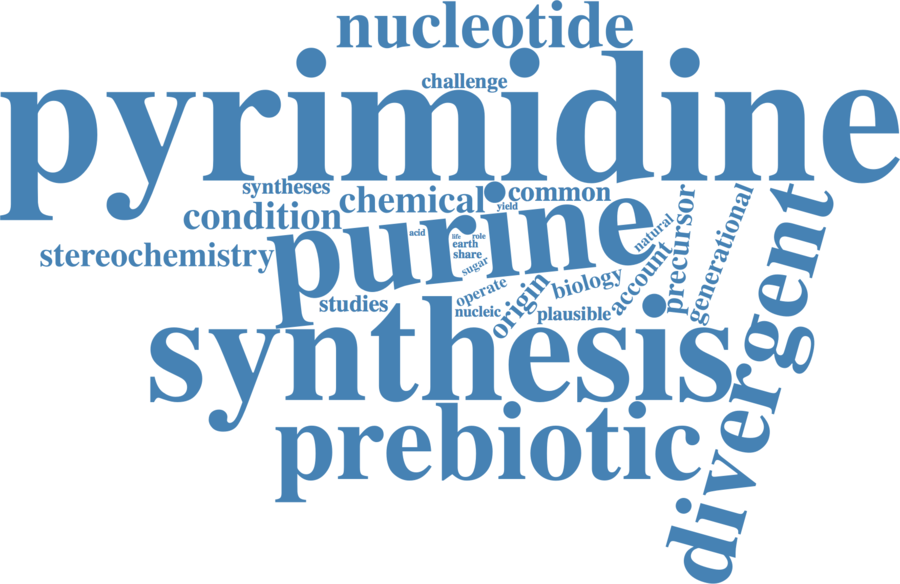 nucleotide
challenge
pyrimidine
syntheses
chemical
common
yield
condition
purine
acid
life
role
earth
share
sugar
natural
precursor
generational
divergent
stereochemistry
account
biology
operate
origin
studies
nucleic
plausible
synthesis
prebiotic